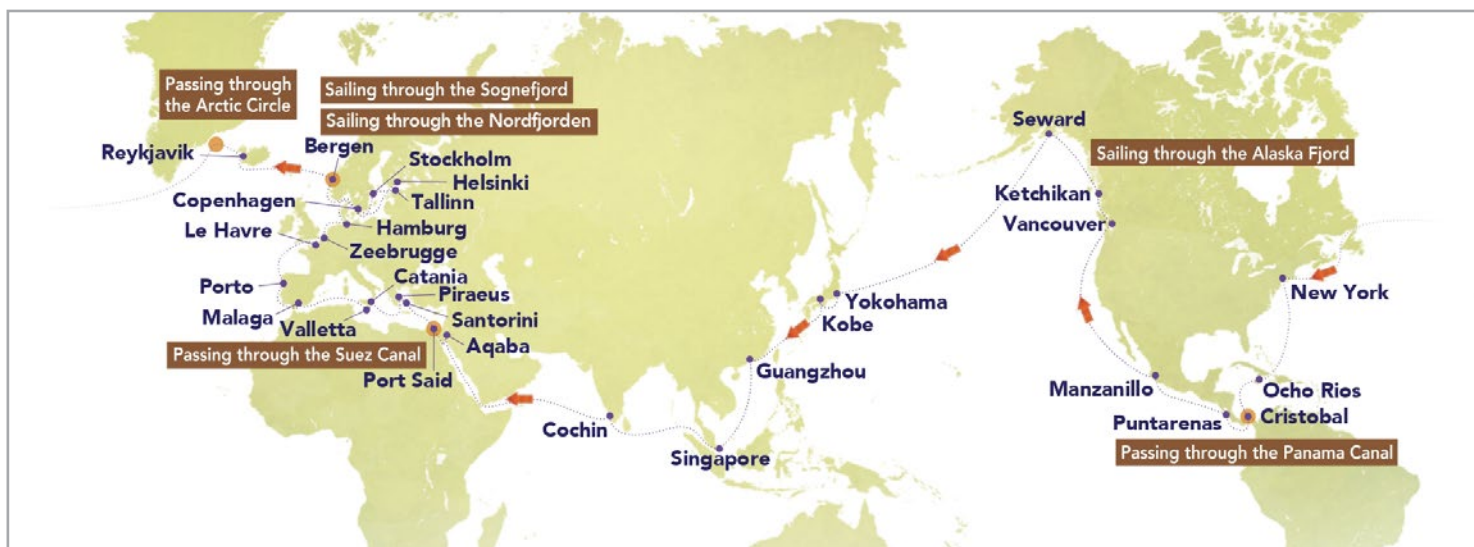 Passing through
the Arctic Circle
Sailing through the Sognefjord
Sailing through the Nordfjorden
Reykjavik
Bergen
Stockholm
Helsinki
Tallinn
Copenhagen
Hamburg
Le Havre
Zeebrugge
Catania
Porto
Piraeus
Malaga
Valletta
Santorini
Aqaba
Passing through the Suez Canal
Port Said
Cochin
Singapore
Guangzhou
Kobe
Yokohama
Seward
Sailing through the Alaska Fjord
Ketchikan
Vancouver
New York
Manzanillo
Ocho Rios
Puntarenas
Cristobal
Passing through the Panama Canal